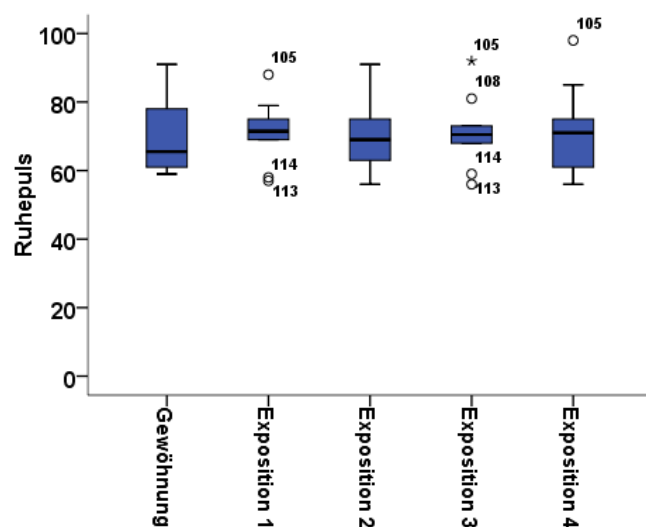 Ruhepuls
100
80
60
40
20
0
105
114
113
105
108
114
113
105
Gewöhnung
Exposition 1
Exposition 2
Exposition 3
Exposition 4